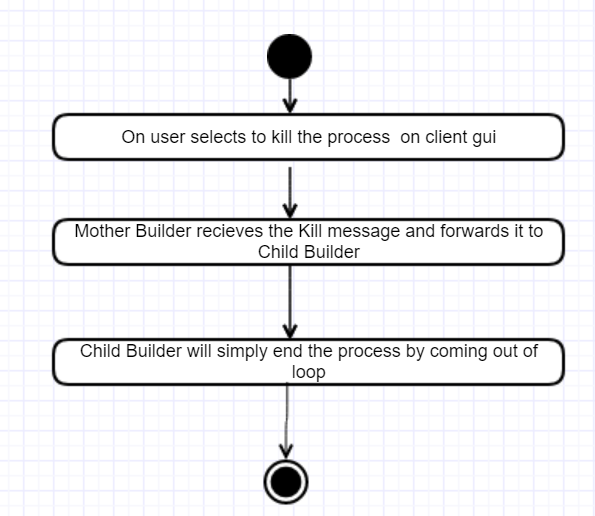 On user selects to kill the process  on client gui
Mother Builder recieves the Kill message and forwards it to
Child Builder
Child Builder will simply end the process by coming out of
loop